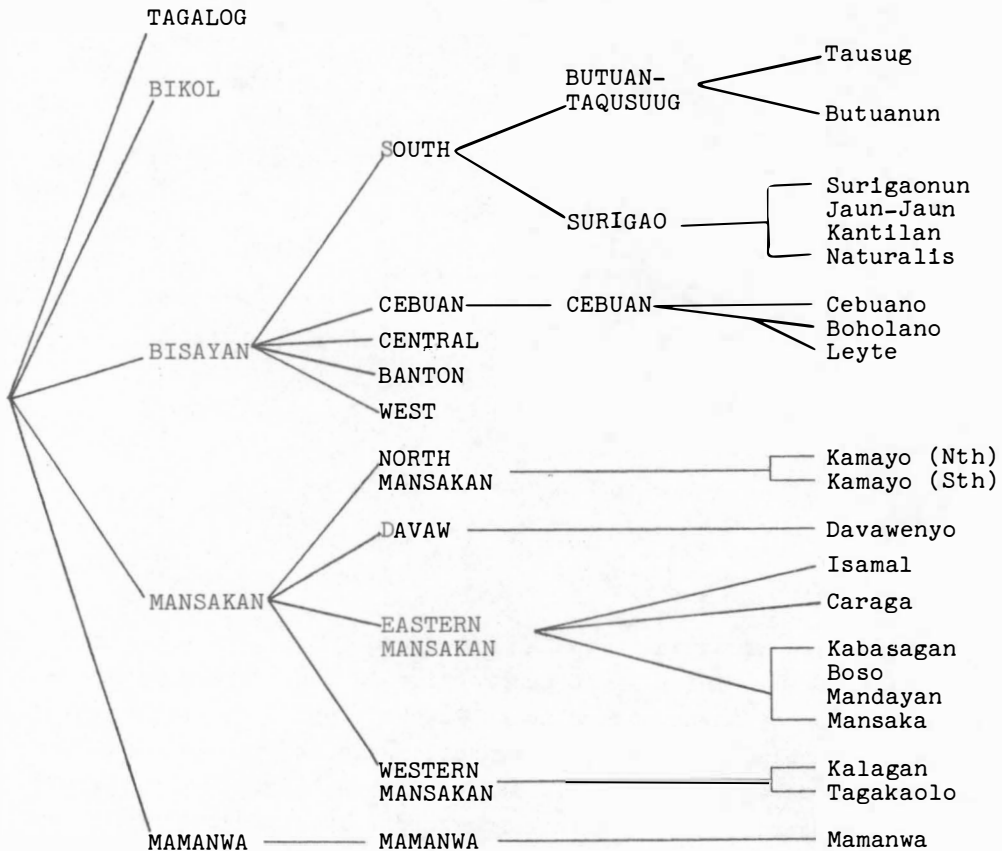 TAGALOG
BIKOL
BISAYAN
MANSAKAN
MAMANWA
SOUTH
CEBUAN
CENTRAL
BANTON
WEST
NORTH
MANSAKAN
DAVAW
EASTERN
MANSAKAN
WESTERN
MANSAKAN
MAMANWA
BUTUAN-
TAQUSUUG
SURIGAO
CEBUAN
Tausug
Butuanun
Surigaonun
Jaun-Jaun
Kantilan
Naturalis
Cebuano
Boholano
Leyte
Kamayo (Nth)
Kamayo (Sth)
Davawenyo
Isamal
Caraga
Kabasagan
Boso
Mandayan
Mansaka
Kalagan
Tagakaolo
Mamanwa